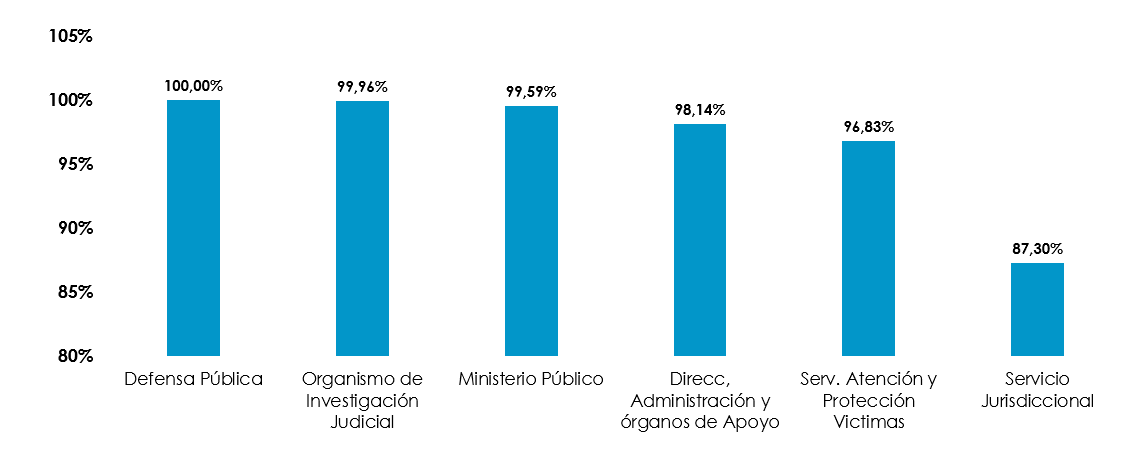 105%
100%
95%
90%
85%
80%
100,00%
99,96%
99,59%
98,14%
96,83%
87,30%
Defensa Pública
Organismo de
Investigación
Judicial
Ministerio Público
Direcc,
Administración y
órganos de Apoyo
Serv. Atención y
Protección
Victimas
Servicio
Jurisdiccional